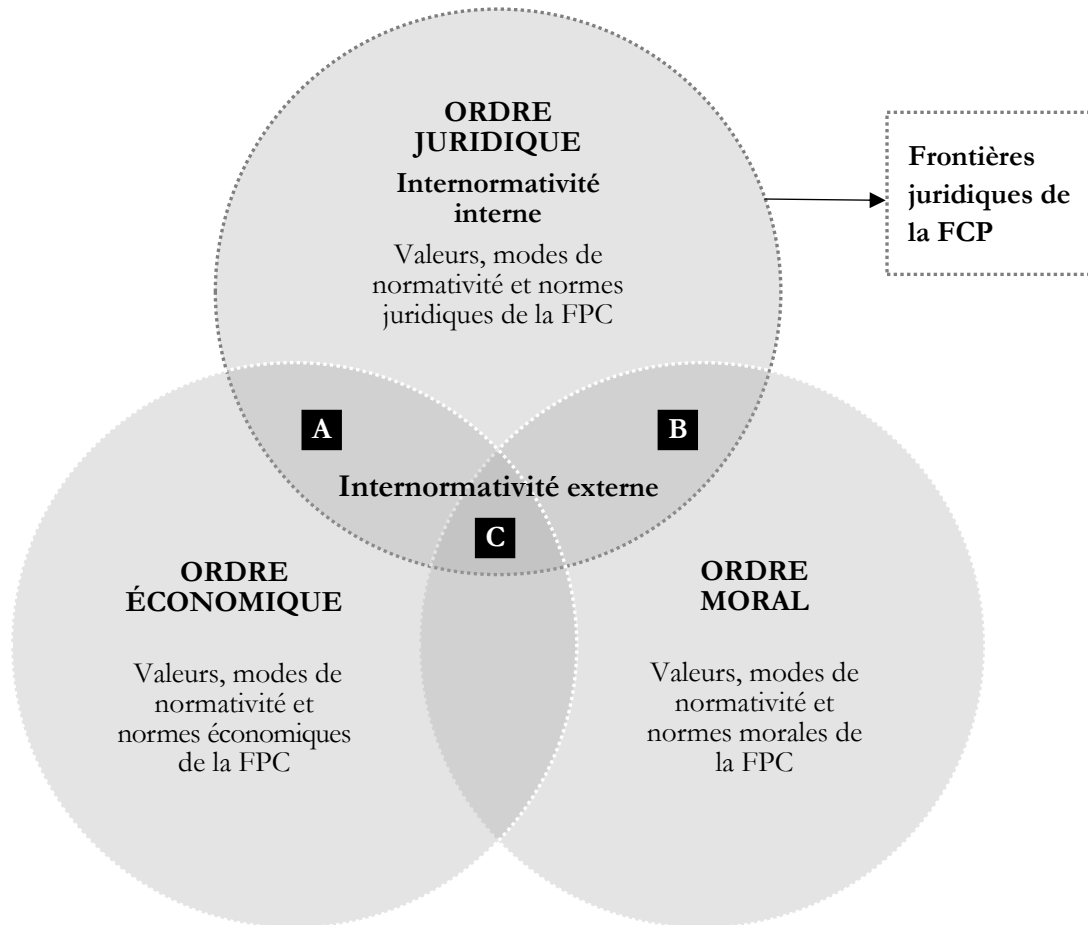 ORDRE
JURIDIQUE
Internormativité
interne
Valeurs, modes de
normativité et normes
juridiques de la FPC
Frontières
juridiques de
la FCP
A
B
Internormativité externe
C
ORDRE
ÉCONOMIQUE
Valeurs, modes de
normativité et
normes économiques
de la FPC
ORDRE
MORAL
Valeurs, modes de
normativité et
normes morales de
la FPC